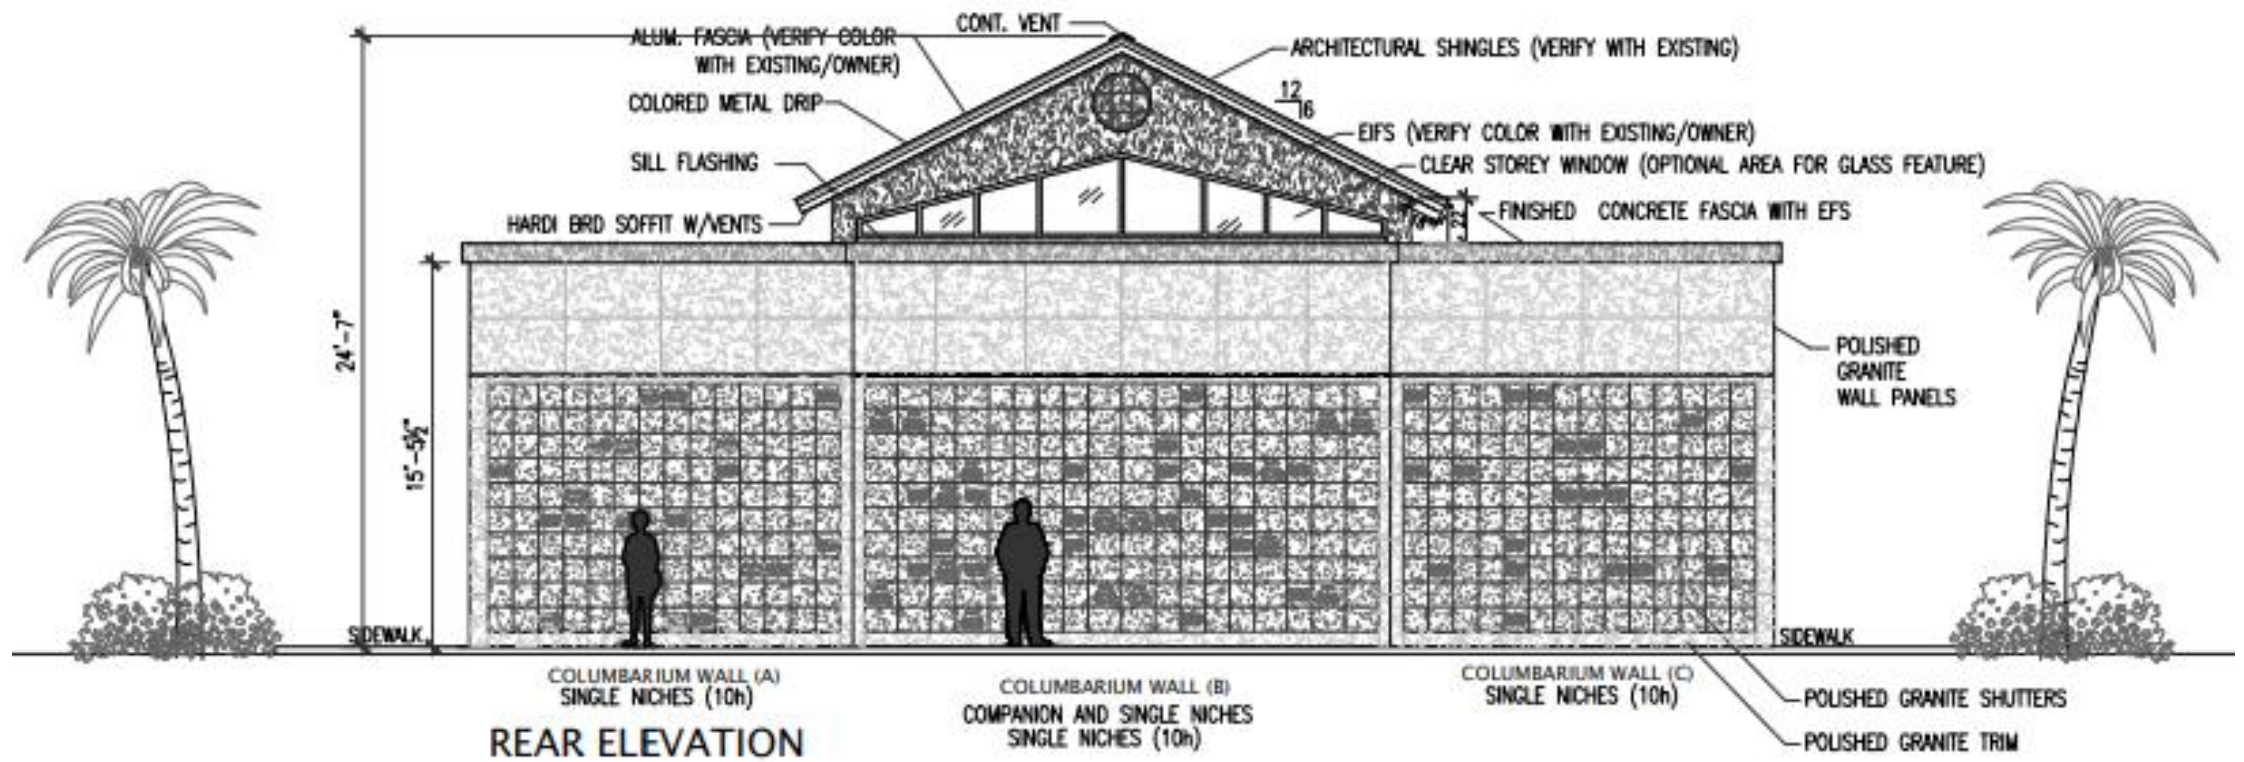 CONT. VENT
ALUM. FASCIA (VERIFY COLOR
WITH EXISTING/OWNER)
ARCHITECTURAL SHINGLES (VERIFY WITH EXISTING)
COLORED METAL DRIP
12
6
EIFS (VERIFY COLOR WITH EXISTING/OWNER)
SILL FLASHING
CLEAR STOREY WINDOW (OPTIONAL AREA FOR GLASS FEATURE)
HARDI BRD SOFFIT W/VENTS
FINISHED CONCRETE FASCIA WITH EFS
24'-7"
15'-5½"
POLISHED
GRANITE
WALL PANELS
SIDEWALK
SIDEWALK
COLUMBARIUM WALL (A)
SINGLE NICHES (10h)
COLUMBARIUM WALL (B)
COMPANION AND SINGLE NICHES
SINGLE NICHES (10h)
COLUMBARIUM WALL (C)
SINGLE NICHES (10h)
POLISHED GRANITE SHUTTERS
POLISHED GRANITE TRIM
REAR ELEVATION